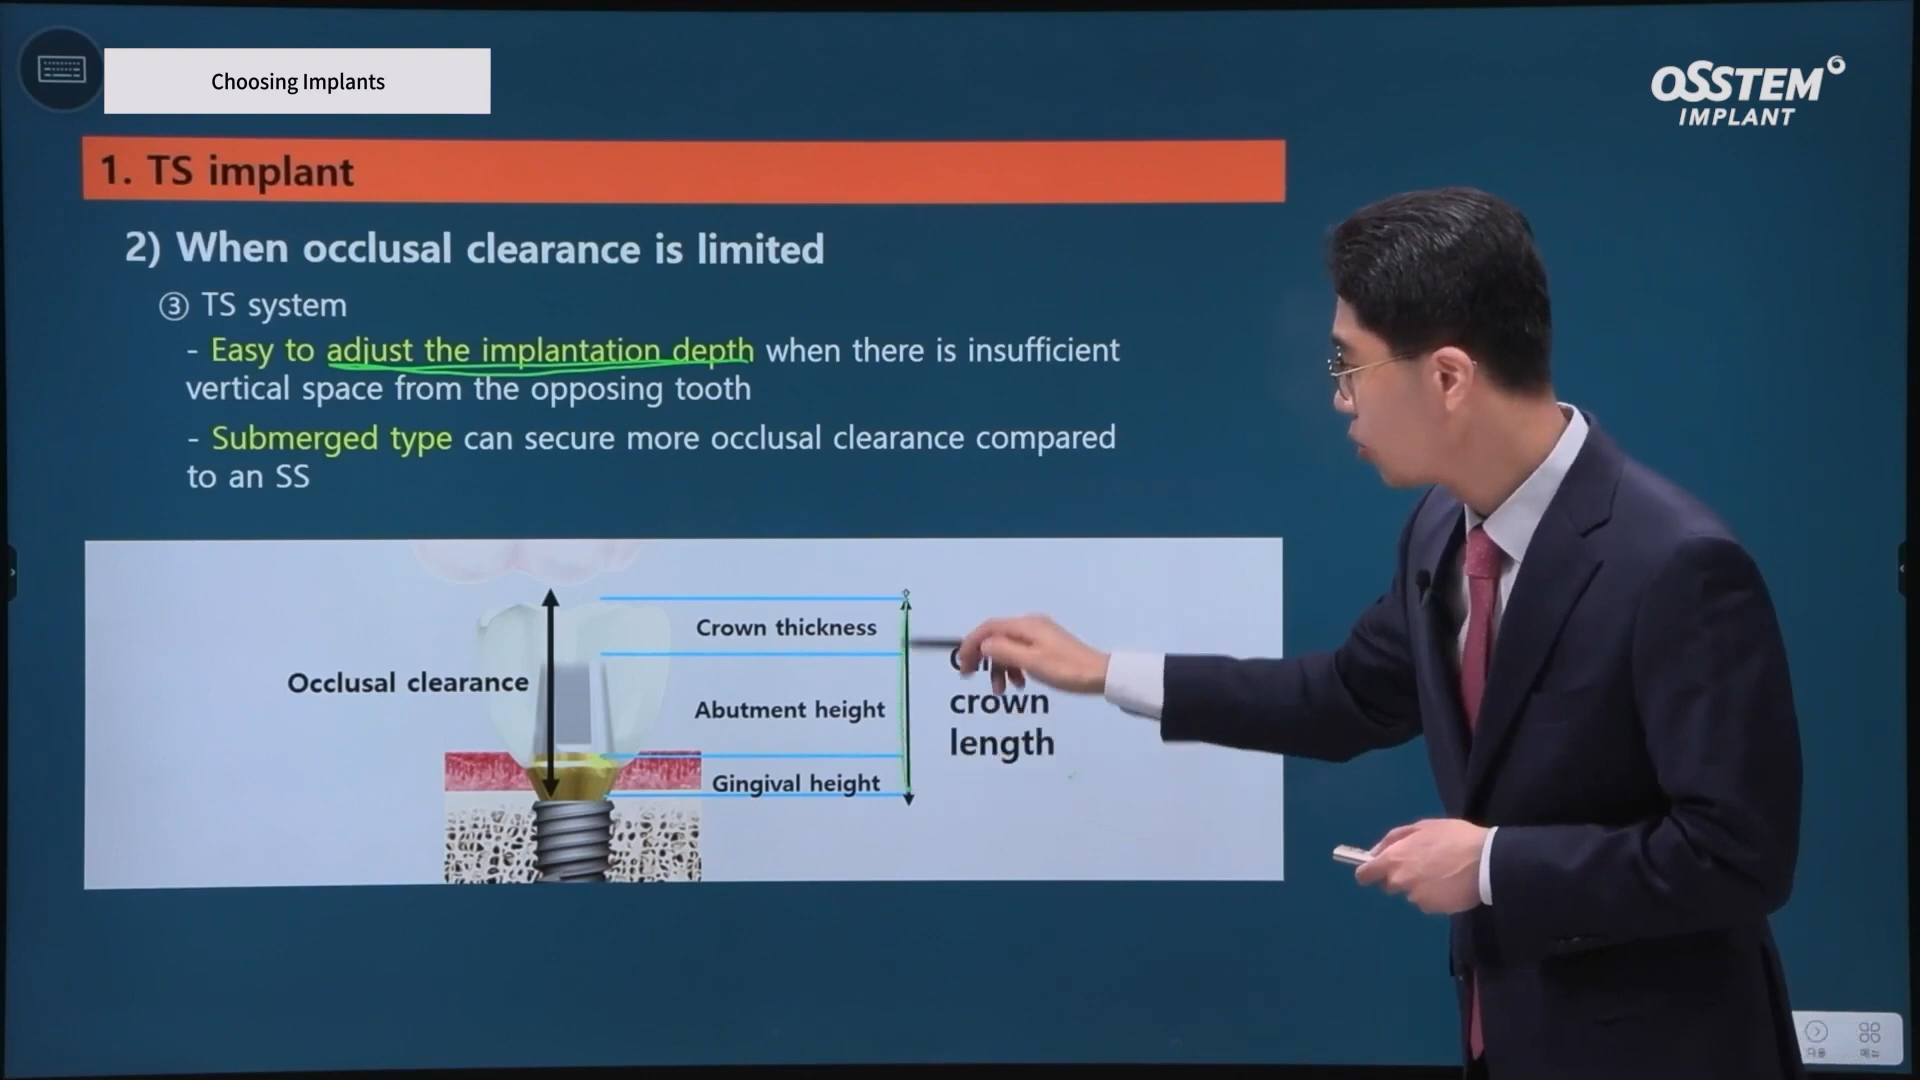 Choosing Implants
OSSTEM
IMPLANT
1. TS implant
2) When occlusal clearance is limited
③ TS system
- Easy to adjust the implantation depth when there is insufficient
vertical space from the opposing tooth
- Submerged type can secure more occlusal clearance compared
to an SS
Crown thickness
Occlusal clearance
Abutment height
crown
length
Gingival height